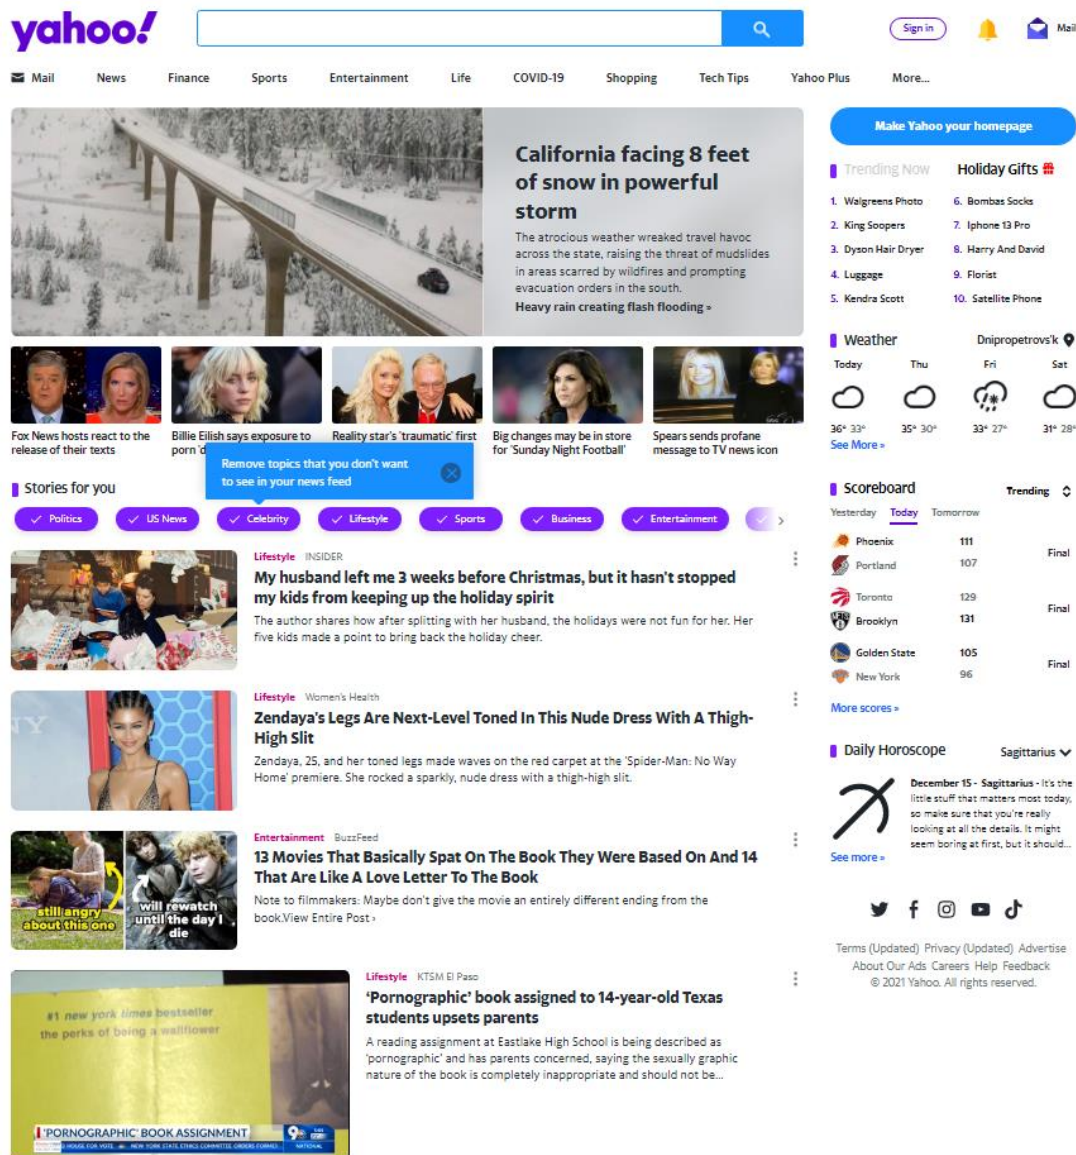 yahoo!
Sign in
Mail
Mail News Finance Sports Entertainment Life COVID-19 Shopping Tech Tips Yahoo Plus More...
California facing 8 feet
of snow in powerful
storm
The atrocious weather wreaked travel havoc
across the state, raising the threat of mudslides
in areas scarred by wildfires and prompting
evacuation orders in the south.
Heavy rain creating flash flooding »
Fox News hosts react to the
release of their texts
Billie Eilish says exposure to
porn 'd
Reality star's 'traumatic' first
Big changes may be in store
for 'Sunday Night Football'
Spears sends profane
message to TV news icon
Remove topics that you don't want
to see in your news feed
Stories for you
Politics US News Celebrity Lifestyle Sports Business Entertainment
Lifestyle INSIDER
My husband left me 3 weeks before Christmas, but it hasn't stopped
my kids from keeping up the holiday spirit
The author shares how after splitting with her husband, the holidays were not fun for her. Her
five kids made a point to bring back the holiday cheer.
Lifestyle Women's Health
Zendaya's Legs Are Next-Level Toned In This Nude Dress With A Thigh-
High Slit
Zendaya, 25, and her toned legs made waves on the red carpet at the 'Spider-Man: No Way
Home' premiere. She rocked a sparkly, nude dress with a thigh-high slit.
NY
Entertainment BuzzFeed
13 Movies That Basically Spat On The Book They Were Based On And 14
That Are Like A Love Letter To The Book
Note to filmmakers: Maybe don't give the movie an entirely different ending from the
book.View Entire Post ›
still angry
about this one
will rewatch
until the day I
die
Lifestyle KTSM El Paso
'Pornographic' book assigned to 14-year-old Texas
students upsets parents
A reading assignment at Eastlake High School is being described as
'pornographic' and has parents concerned, saying the sexually graphic
nature of the book is completely inappropriate and should not be...
#1 new york times bestseller
the perks of being a wallflower
'PORNOGRAPHIC' BOOK ASSIGNMENT
HOUSE FOR VOTE NEW YORK STATE ETHICS COMMITTEE ORDERS FORMER
9
NATIONAL
Make Yahoo your homepage
Trending Now Holiday Gifts
1. Walgreens Photo 6. Bombas Socks
2. King Soopers 7. Iphone 13 Pro
3. Dyson Hair Dryer 8. Harry And David
4. Luggage 9. Florist
5. Kendra Scott 10. Satellite Phone
Weather Dnipropetrovs'k
Today Thu Fri Sat
36° 33° 35° 30° 33° 27° 31° 28°
See More »
Scoreboard Trending
Yesterday Today Tomorrow
Phoenix 111
Portland 107
Final
Toronto 129
Brooklyn 131
Final
Golden State 105
New York 96
Final
More scores »
Daily Horoscope Sagittarius
December 15 - Sagittarius - It's the
little stuff that matters most today,
so make sure that you're really
looking at all the details. It might
seem boring at first, but it should...
See more »
Terms (Updated) Privacy (Updated) Advertise
About Our Ads Careers Help Feedback
© 2021 Yahoo. All rights reserved.